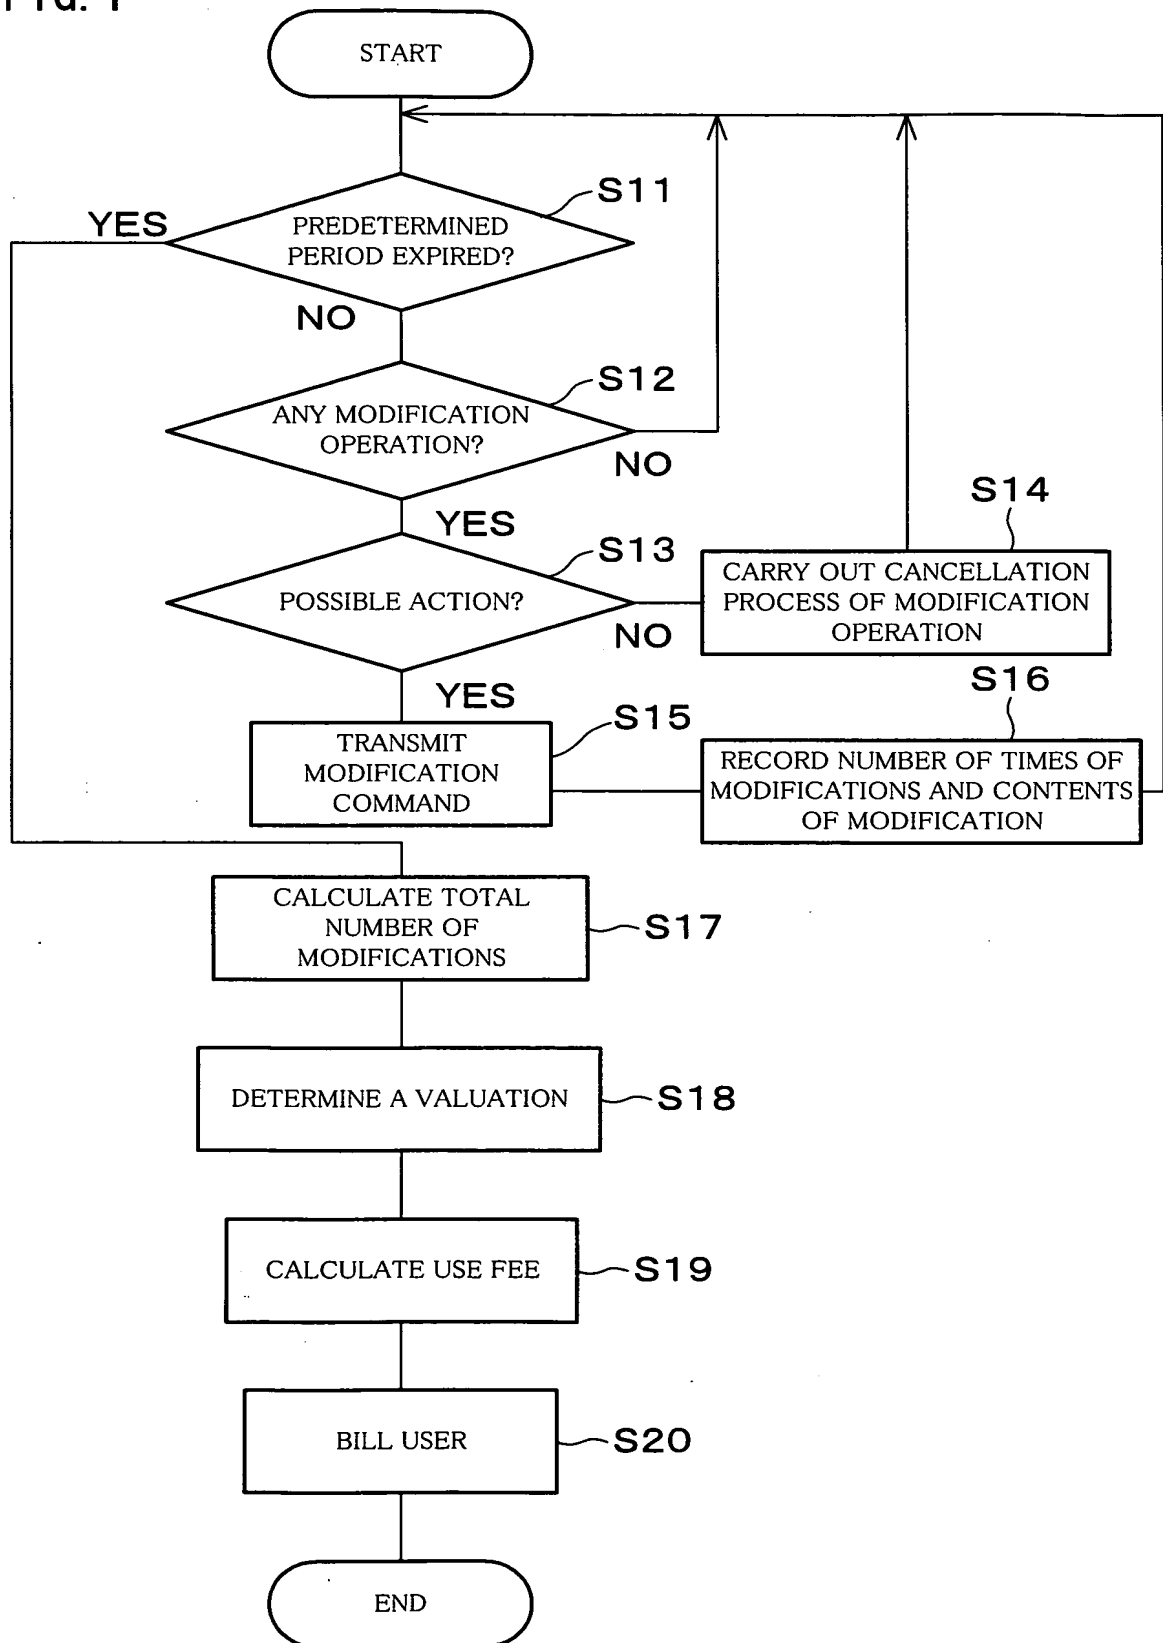 FIG. 1
START
S11
YES
PREDETERMINED
PERIOD EXPIRED?
NO
S12
ANY MODIFICATION
OPERATION?
NO
YES
S13
POSSIBLE ACTION?
NO
S14
CARRY OUT CANCELLATION
PROCESS OF MODIFICATION
OPERATION
YES
S15
TRANSMIT
MODIFICATION
COMMAND
S16
RECORD NUMBER OF TIMES OF
MODIFICATIONS AND CONTENTS
OF MODIFICATION
CALCULATE TOTAL
NUMBER OF
MODIFICATIONS
S17
DETERMINE A VALUATION
S18
CALCULATE USE FEE
S19
BILL USER
S20
END